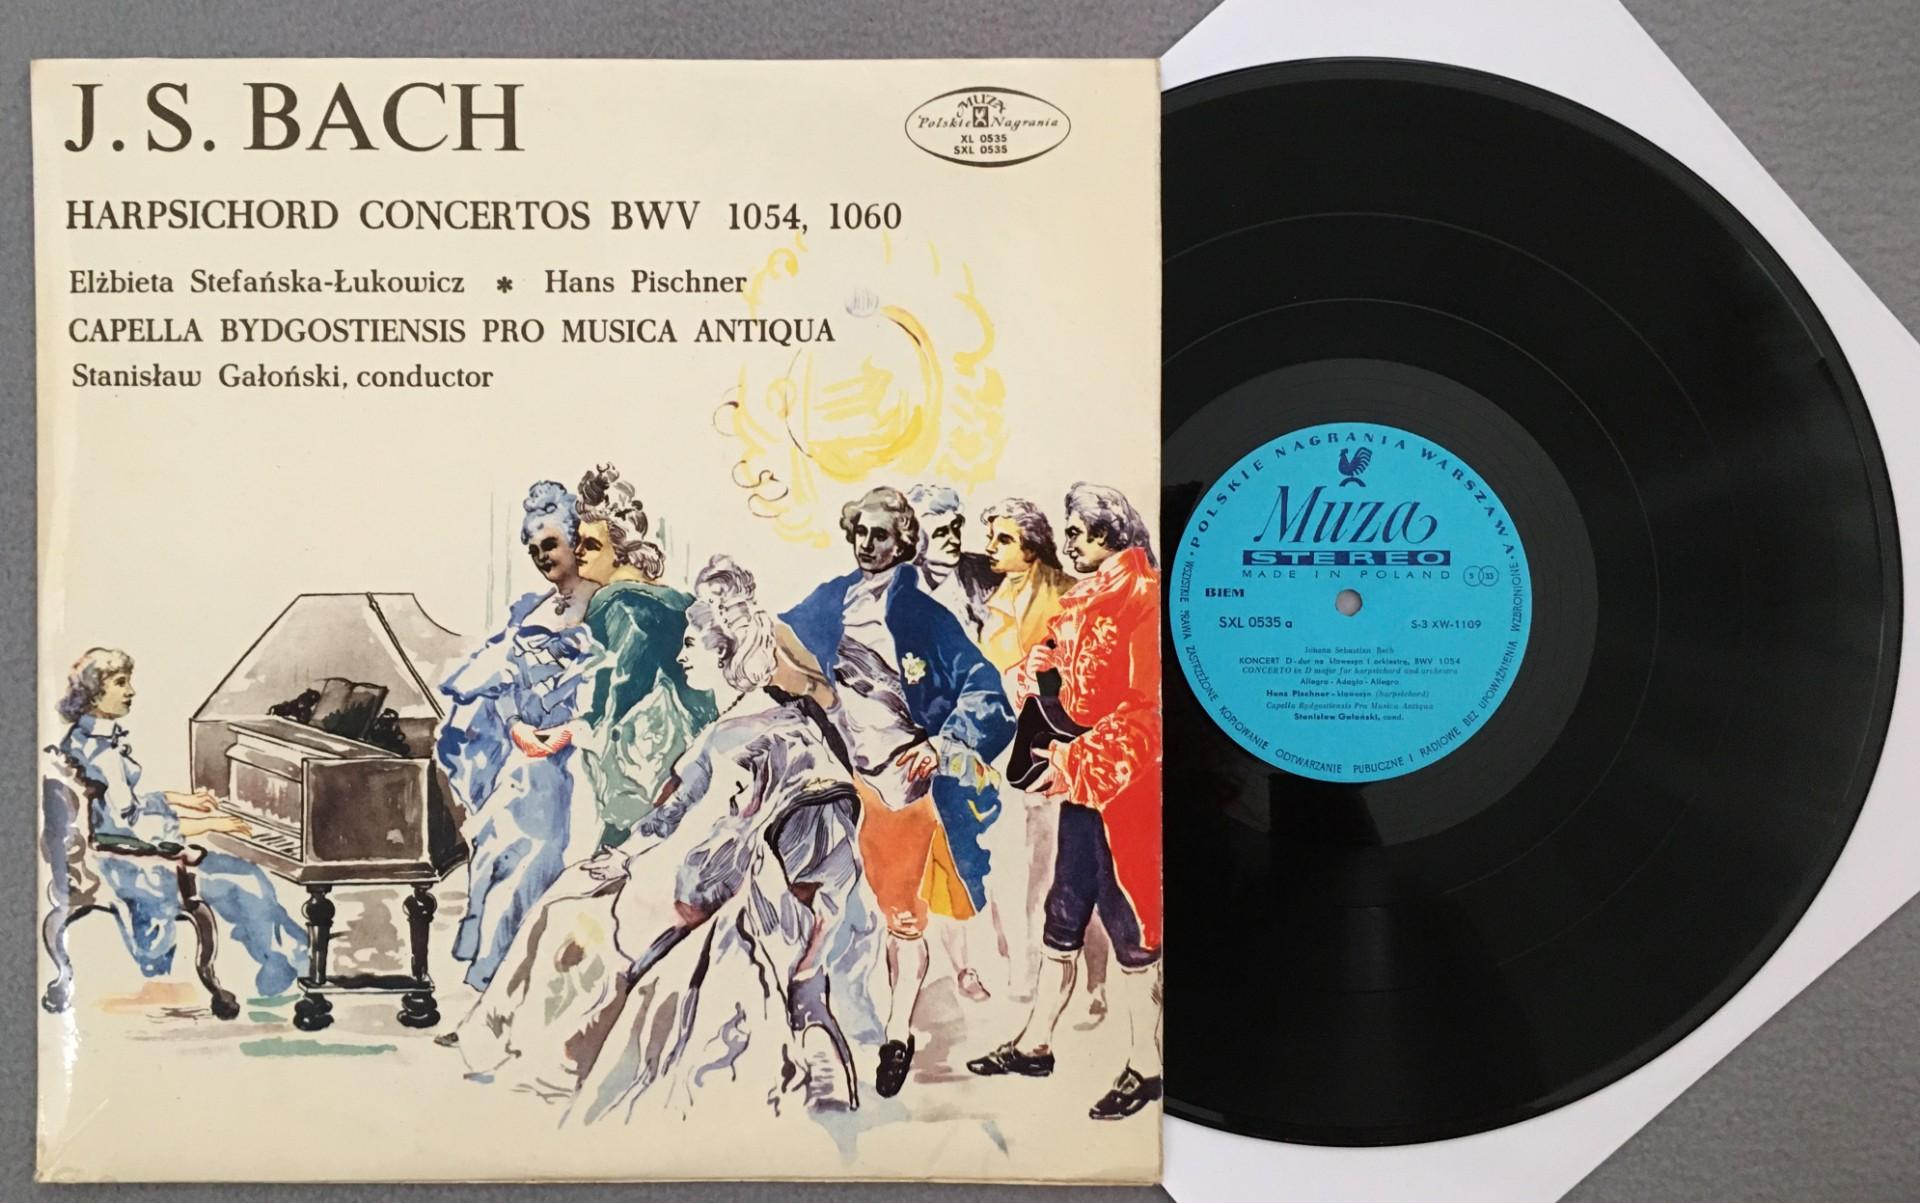 J. S. BACH
MUZA
Polskie Nagrania
XL 0535
SXL 0535
HARPSICHORD CONCERTOS BWV 1054, 1060
Elżbieta Stefańska-Łukowicz * Hans Pischner
CAPELLA BYDGOSTIENSIS PRO MUSICA ANTIQUA
Stanisław Gałoński, conductor
· POLSKIE NAGRANIA WARSZAWA ·
Muza
STEREO
MADE IN POLAND
S 33
BIEM
SXL 0535 a
S-3 XW-1109
Johann Sebastian Bach
KONCERT D-dur na klawesyn i orkiestrę, BWV 1054
CONCERTO in D major for harpsichord and orchestra
Allegro - Adagio - Allegro
Hans Pischner - klawesyn (harpsichord)
Capella Bydgostiensis Pro Musica Antiqua
Stanisław Gałoński, cond.
WSZYSTKIE PRAWA ZASTRZEŻONE KOPIOWANIE ODTWARZANIE PUBLICZNE I RADIOWE BEZ UPOWAŻNIENIA WZBRONIONE